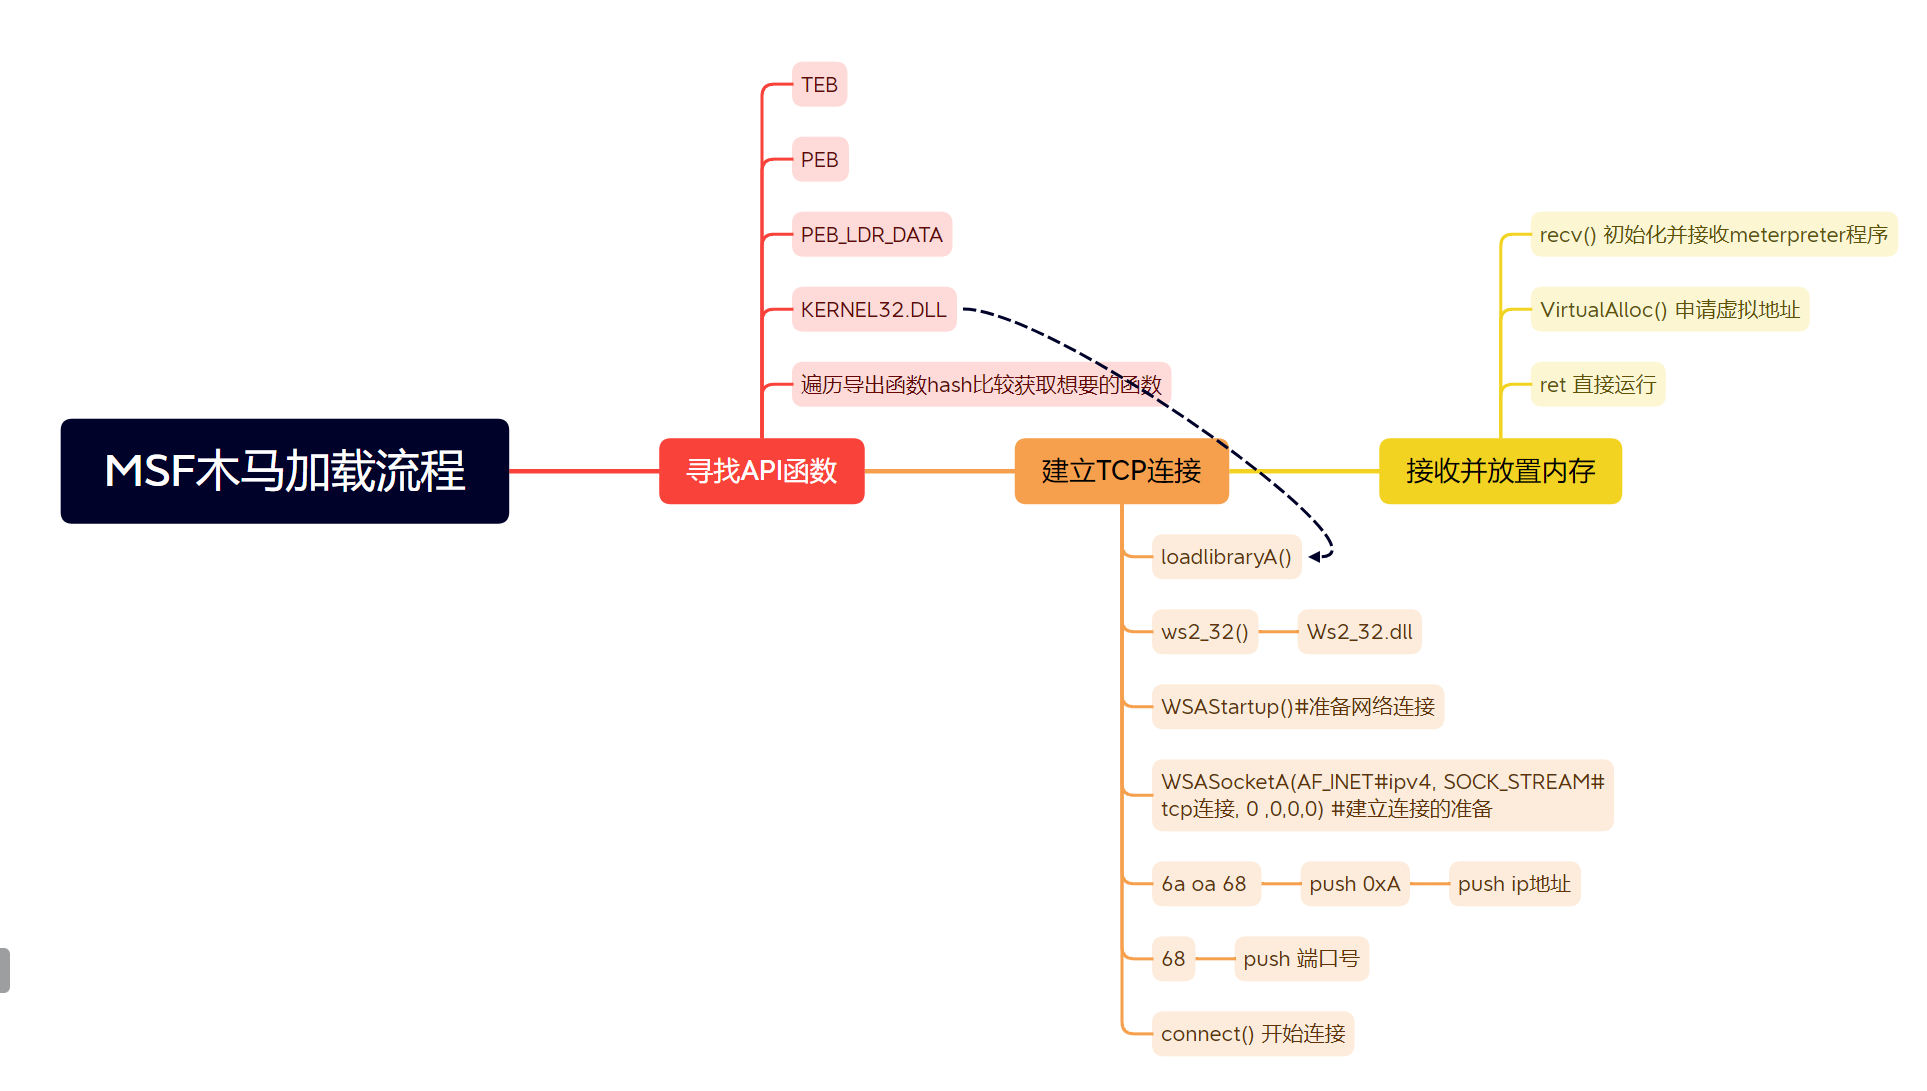 MSF木马加载流程
寻找API函数
TEB
PEB
PEB_LDR_DATA
KERNEL32.DLL
遍历导出函数hash比较获取想要的函数
建立TCP连接
loadlibraryA()
ws2_32()
Ws2_32.dll
WSAStartup()#准备网络连接
WSASocketA(AF_INET#ipv4, SOCK_STREAM#
tcp连接, 0 ,0,0,0) #建立连接的准备
6a oa 68
push 0xA
push ip地址
68
push 端口号
connect() 开始连接
接收并放置内存
recv() 初始化并接收meterpreter程序
VirtualAlloc() 申请虚拟地址
ret 直接运行